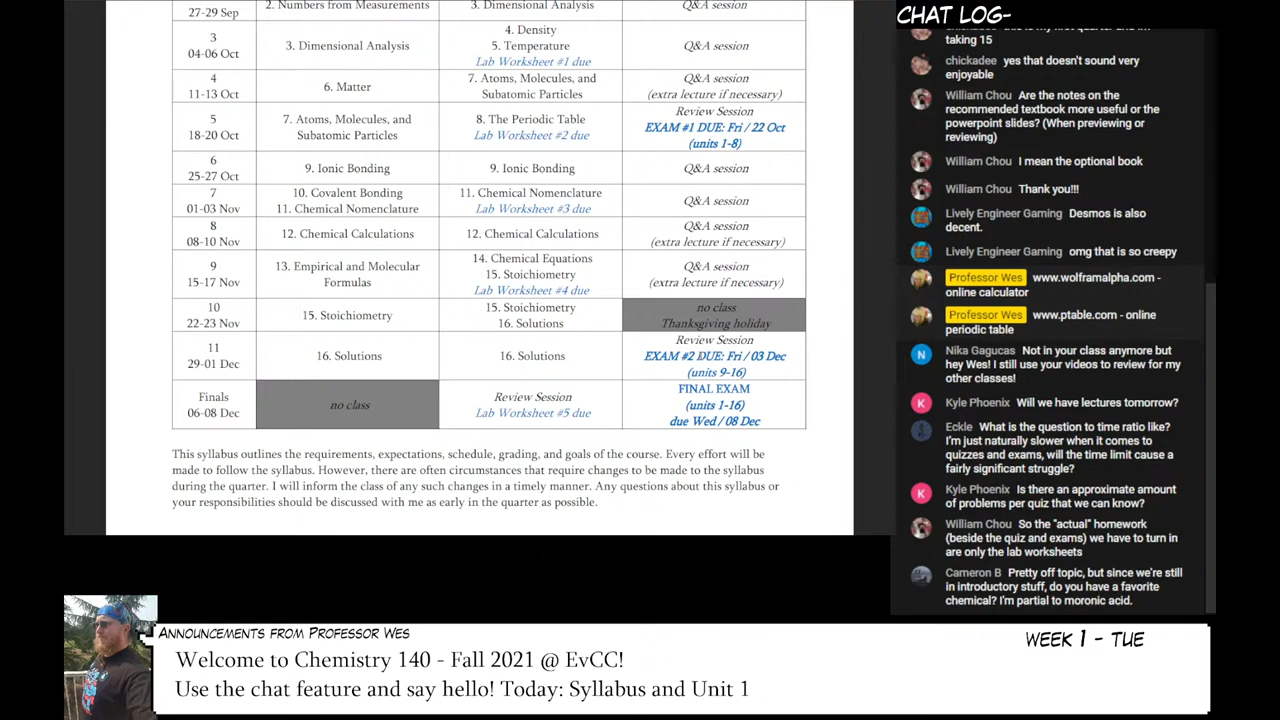 27-29 Sep
2. Numbers from Measurements
3. Dimensional Analysis
Q&A session
3
04-06 Oct
3. Dimensional Analysis
4. Density
5. Temperature
Lab Worksheet #1 due
Q&A session
4
11-13 Oct
6. Matter
7. Atoms, Molecules, and
Subatomic Particles
Q&A session
(extra lecture if necessary)
5
18-20 Oct
7. Atoms, Molecules, and
Subatomic Particles
8. The Periodic Table
Lab Worksheet #2 due
Review Session
EXAM #1 DUE: Fri / 22 Oct
(units 1-8)
6
25-27 Oct
9. Ionic Bonding
9. Ionic Bonding
Q&A session
7
01-03 Nov
10. Covalent Bonding
11. Chemical Nomenclature
11. Chemical Nomenclature
Lab Worksheet #3 due
Q&A session
8
08-10 Nov
12. Chemical Calculations
12. Chemical Calculations
Q&A session
(extra lecture if necessary)
9
15-17 Nov
13. Empirical and Molecular
Formulas
14. Chemical Equations
15. Stoichiometry
Lab Worksheet #4 due
Q&A session
(extra lecture if necessary)
10
22-23 Nov
15. Stoichiometry
15. Stoichiometry
16. Solutions
no class
Thanksgiving holiday
11
29-01 Dec
16. Solutions
16. Solutions
Review Session
EXAM #2 DUE: Fri / 03 Dec
(units 9-16)
Finals
06-08 Dec
no class
Review Session
Lab Worksheet #5 due
FINAL EXAM
(units 1-16)
due Wed / 08 Dec
This syllabus outlines the requirements, expectations, schedule, grading, and goals of the course. Every effort will be
made to follow the syllabus. However, there are often circumstances that require changes to be made to the syllabus
during the quarter. I will inform the class of any such changes in a timely manner. Any questions about this syllabus or
your responsibilities should be discussed with me as early in the quarter as possible.
CHAT LOG-
taking 15
chickadee yes that doesn't sound very
enjoyable
William Chou Are the notes on the
recommended textbook more useful or the
powerpoint slides? (When previewing or
reviewing)
William Chou I mean the optional book
William Chou Thank you!!!
Lively Engineer Gaming Desmos is also
decent.
Lively Engineer Gaming omg that is so creepy
Professor Wes www.wolframalpha.com -
online calculator
Professor Wes www.ptable.com - online
periodic table
N
Nika Gagucas Not in your class anymore but
hey Wes! I still use your videos to review for my
other classes!
K
Kyle Phoenix Will we have lectures tomorrow?
Eckle What is the question to time ratio like?
I'm just naturally slower when it comes to
quizzes and exams, will the time limit cause a
fairly significant struggle?
K
Kyle Phoenix Is there an approximate amount
of problems per quiz that we can know?
William Chou So the "actual" homework
(beside the quiz and exams) we have to turn in
are only the lab worksheets
Cameron B Pretty off topic, but since we're still
in introductory stuff, do you have a favorite
chemical? I'm partial to moronic acid.
ANNOUNCEMENTS FROM PROFESSOR WES
WEEK 1 - TUE
Welcome to Chemistry 140 - Fall 2021 @ EvCC!
Use the chat feature and say hello! Today: Syllabus and Unit 1